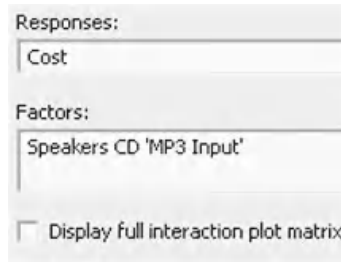 Responses:
Cost
Factors:
Speakers CD 'MP3 Input'
Display full interaction plot matrix